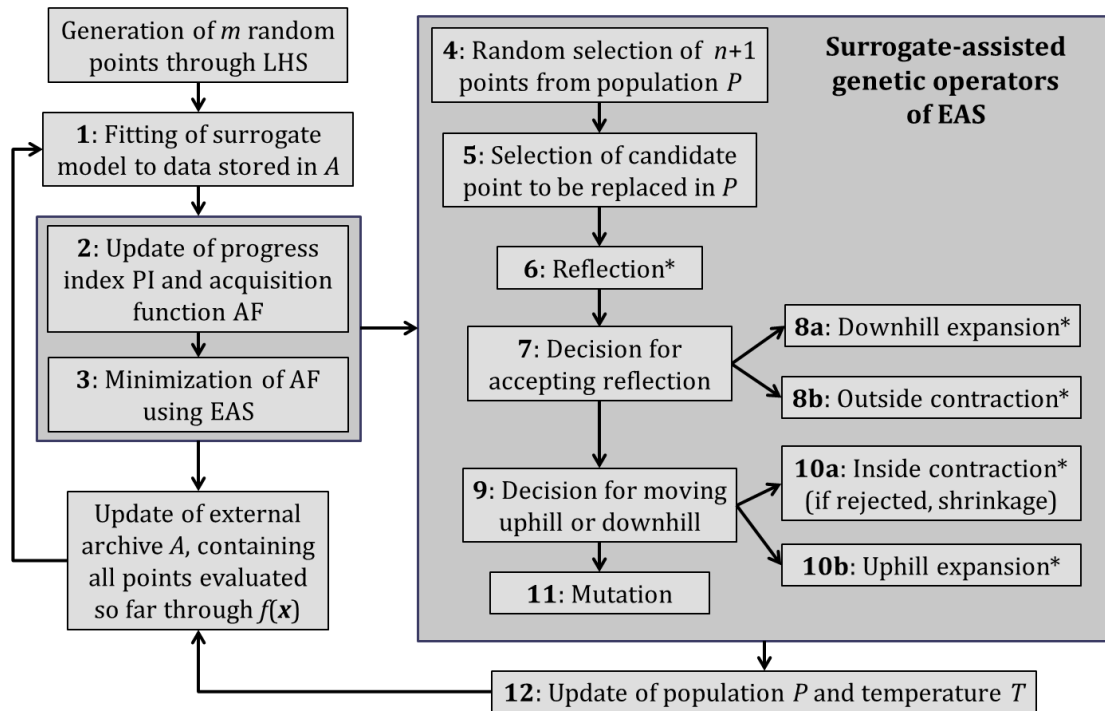 Generation of m random
points through LHS
1: Fitting of surrogate
model to data stored in A
2: Update of progress
index PI and acquisition
function AF
3: Minimization of AF
using EAS
Update of external
archive A, containing
all points evaluated
so far through f(x)
Surrogate-assisted
genetic operators
of EAS
4: Random selection of n+1
points from population P
5: Selection of candidate
point to be replaced in P
6: Reflection*
7: Decision for
accepting reflection
8a: Downhill expansion*
8b: Outside contraction*
9: Decision for moving
uphill or downhill
10a: Inside contraction*
(if rejected, shrinkage)
10b: Uphill expansion*
11: Mutation
12: Update of population P and temperature T